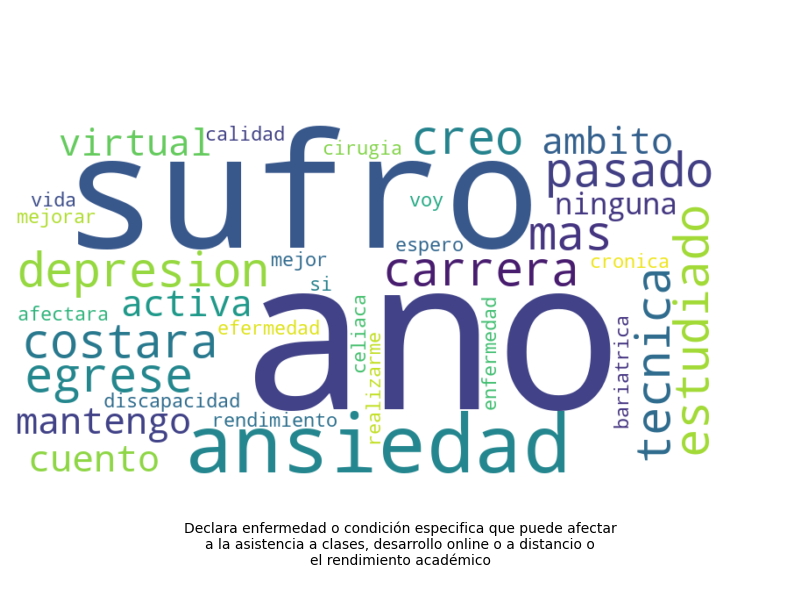 virtual
calidad
cirugia
creo
ambito
sufro
pasado
vida
mejorar
voy
ninguna
mas
espero
depresion
mejor
si
carrera
cronica
estudiado
activa
afectara
efermedad
ano
celiaca
realizarme
enfermedad
bariatrica
tecnica
costara
egrese
discapacidad
mantengo
rendimiento
ansiedad
cuento
Declara enfermedad o condición especifica que puede afectar
a la asistencia a clases, desarrollo online o a distancio o
el rendimiento académico